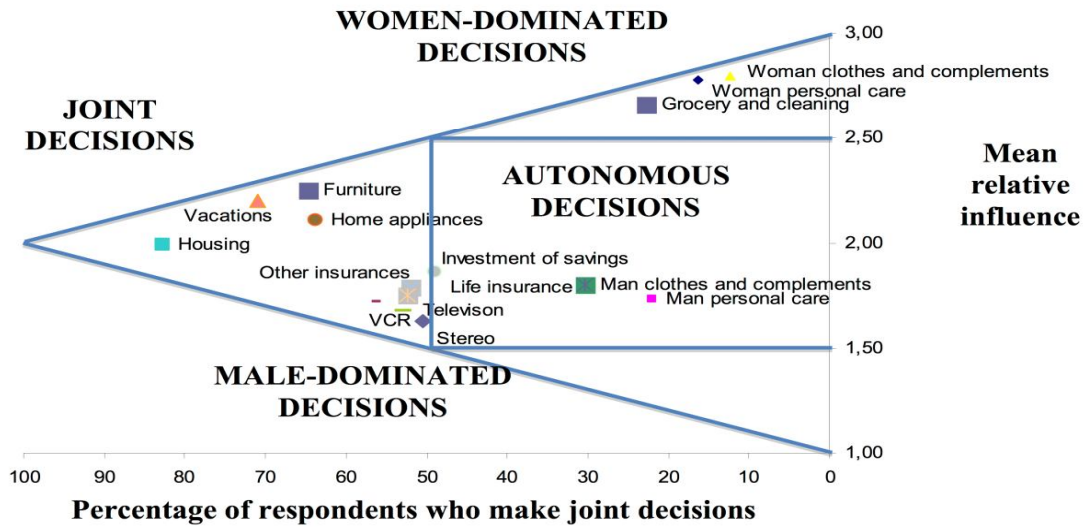 WOMEN-DOMINATED
DECISIONS
3,00
Woman clothes and complements
Woman personal care
Grocery and cleaning
JOINT
DECISIONS
2,50
AUTONOMOUS
DECISIONS
Mean
relative
influence
Furniture
Vacations
Home appliances
Housing
2,00
Investment of savings
Other insurances
Life insurance
Man clothes and complements
Man personal care
VCR
Televison
Stereo
1,50
MALE-DOMINATED
DECISIONS
1,00
100 90 80 70 60 50 40 30 20 10 0
Percentage of respondents who make joint decisions